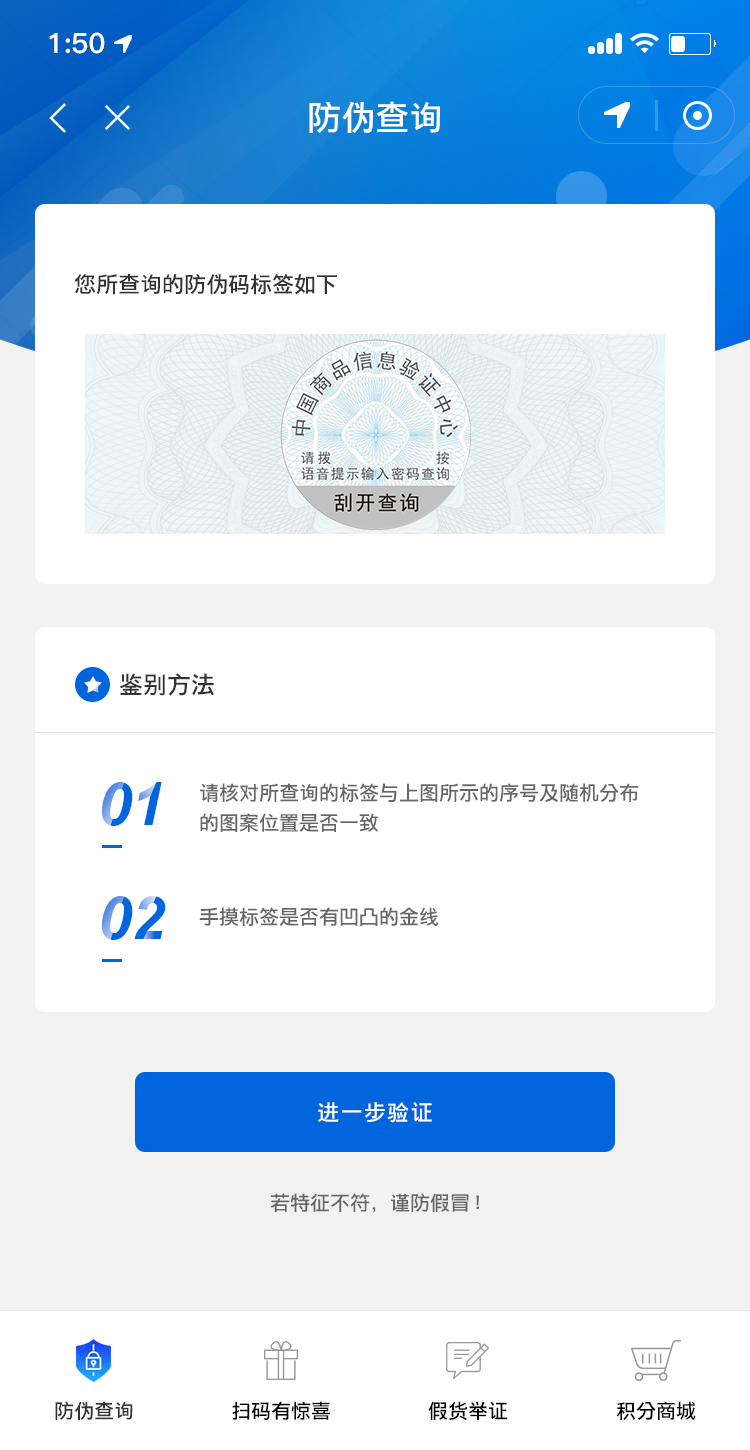 1:50
防伪查询
您所查询的防伪码标签如下
中国商品信息验证中心
请拨 按
语音提示输入密码查询
刮开查询
鉴别方法
01
请核对所查询的标签与上图所示的序号及随机分布
的图案位置是否一致
02
手摸标签是否有凹凸的金线
进一步验证
若特征不符，谨防假冒！
防伪查询 扫码有惊喜 假货举证 积分商城